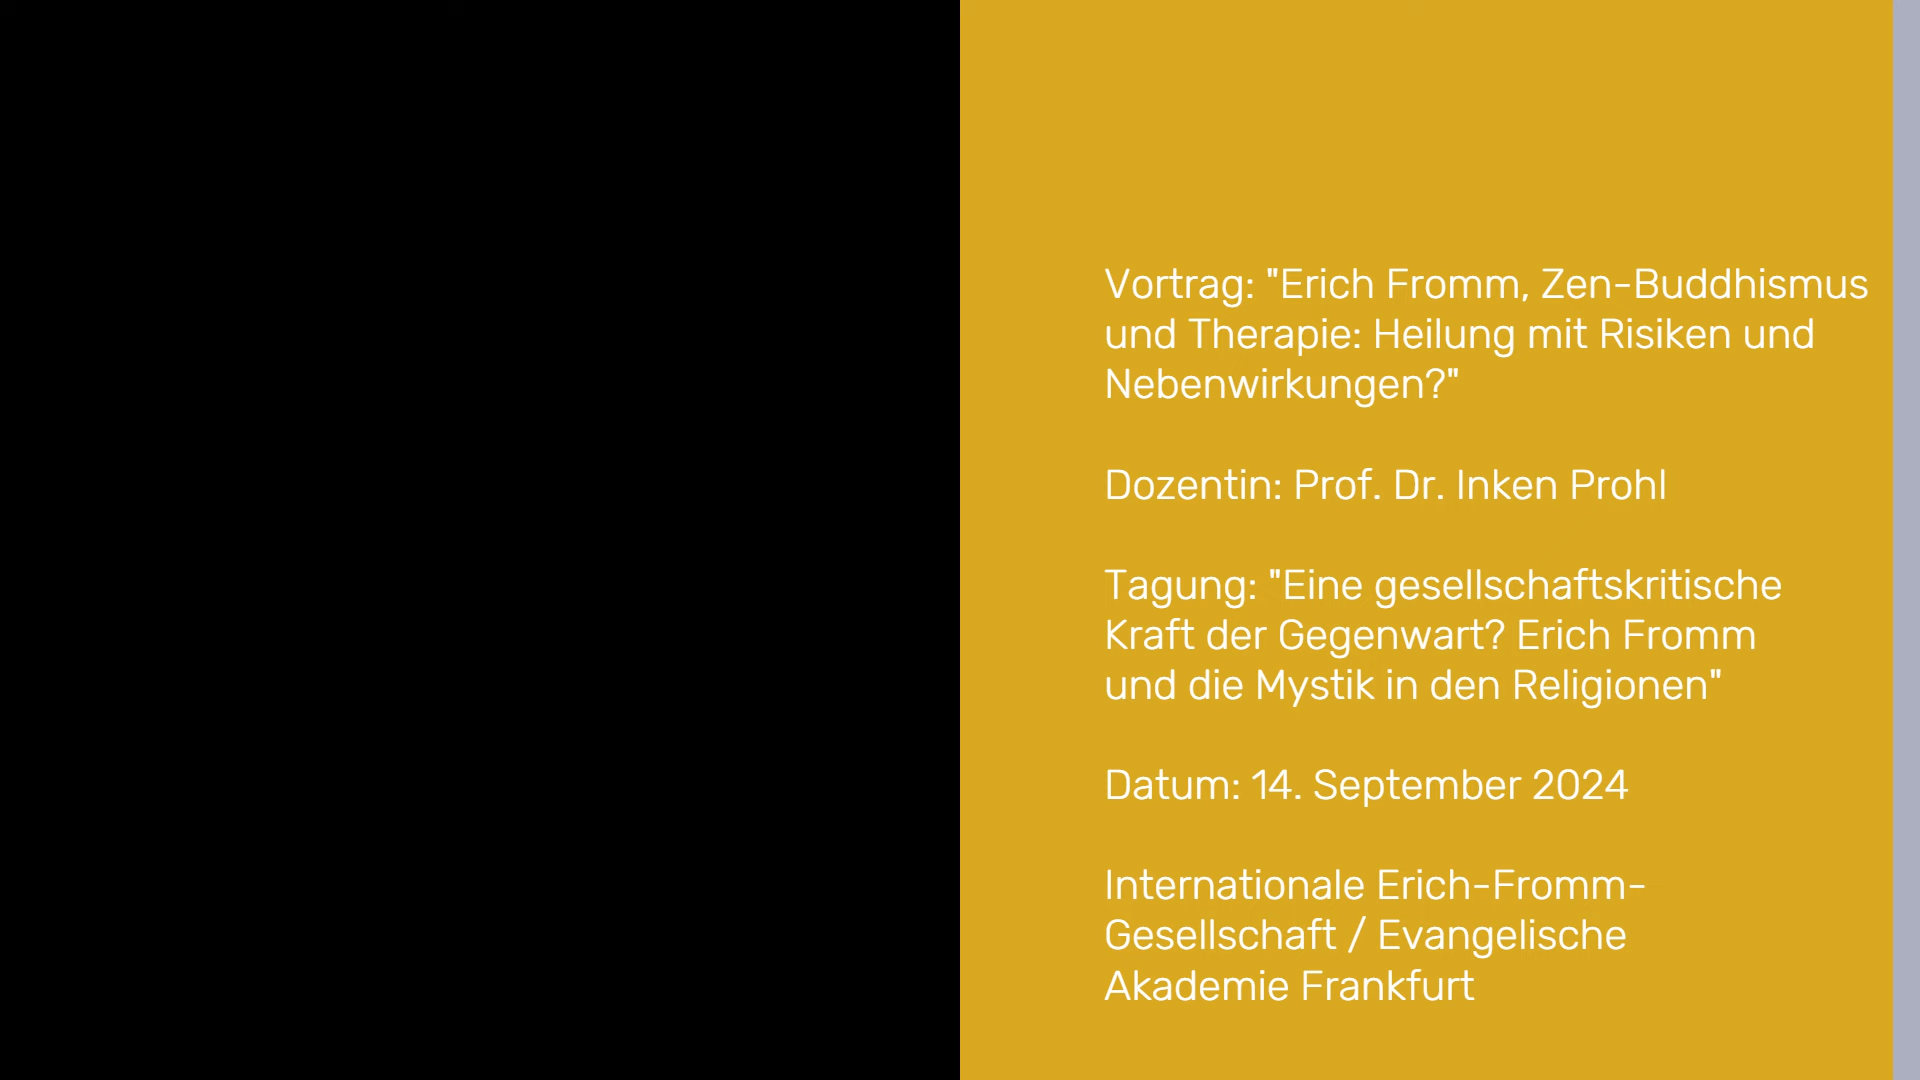 Vortrag: "Erich Fromm, Zen-Buddhismus
und Therapie: Heilung mit Risiken und
Nebenwirkungen?"
Dozentin: Prof. Dr. Inken Prohl
Tagung: "Eine gesellschaftskritische
Kraft der Gegenwart? Erich Fromm
und die Mystik in den Religionen"
Datum: 14. September 2024
Internationale Erich-Fromm-
Gesellschaft / Evangelische
Akademie Frankfurt